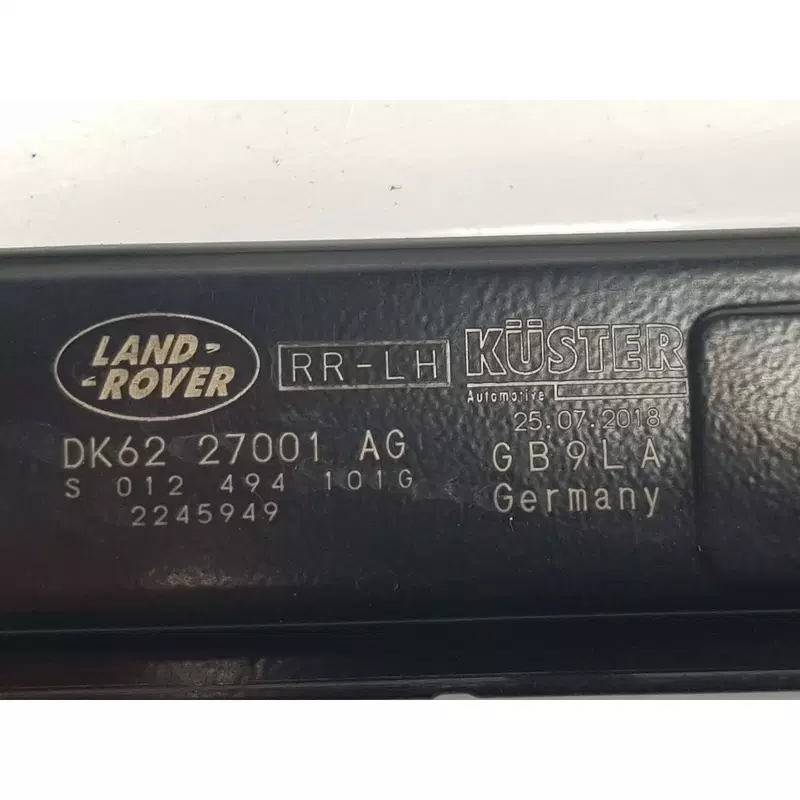 LAND-
-ROVER
RR-LH
KÜSTER
Automotive
25.07.2018
DK62 27001 AG
GB9LA
S 012 494 101G
Germany
2245949